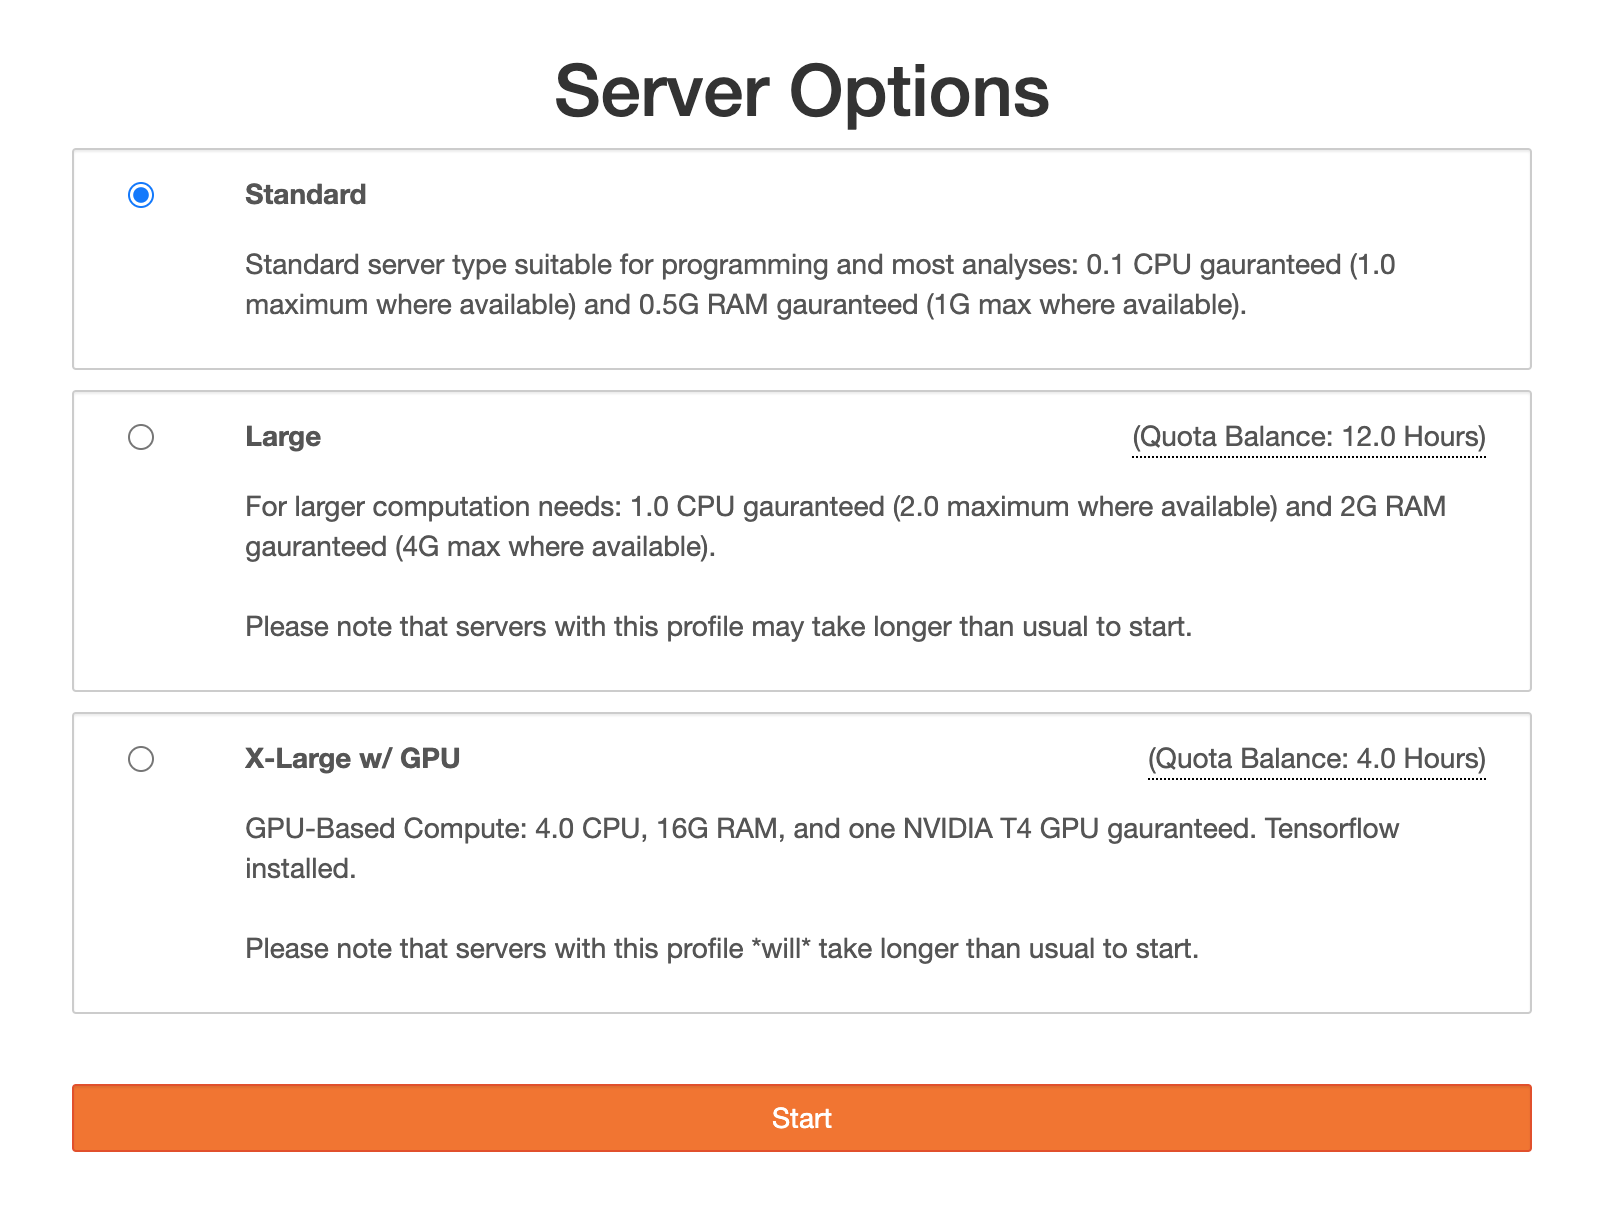 Server Options
Standard
Standard server type suitable for programming and most analyses: 0.1 CPU gauranteed (1.0
maximum where available) and 0.5G RAM gauranteed (1G max where available).
Large
(Quota Balance: 12.0 Hours)
For larger computation needs: 1.0 CPU gauranteed (2.0 maximum where available) and 2G RAM
gauranteed (4G max where available).
Please note that servers with this profile may take longer than usual to start.
X-Large w/ GPU
(Quota Balance: 4.0 Hours)
GPU-Based Compute: 4.0 CPU, 16G RAM, and one NVIDIA T4 GPU gauranteed. Tensorflow
installed.
Please note that servers with this profile *will* take longer than usual to start.
Start